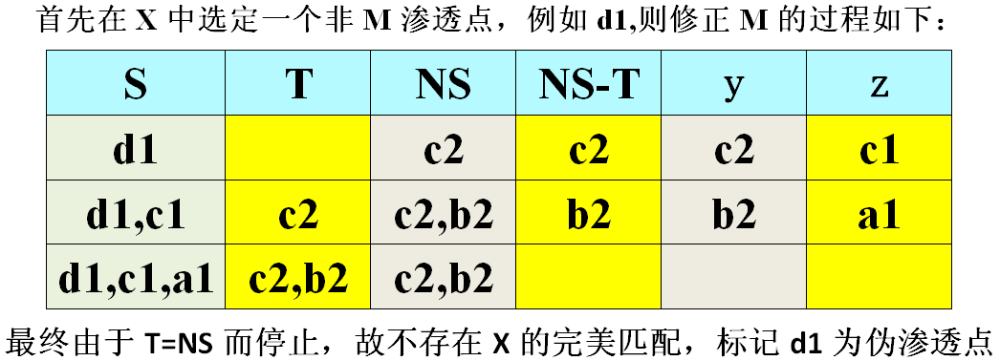 首先在 X 中选定一个非 M 渗透点，例如 d1,则修正 M 的过程如下：
S T NS NS-T y z
d1 c2 c2 c2 c1
d1,c1 c2 c2,b2 b2 b2 a1
d1,c1,a1 c2,b2 c2,b2
最终由于 T=NS 而停止，故不存在 X 的完美匹配，标记 d1 为伪渗透点